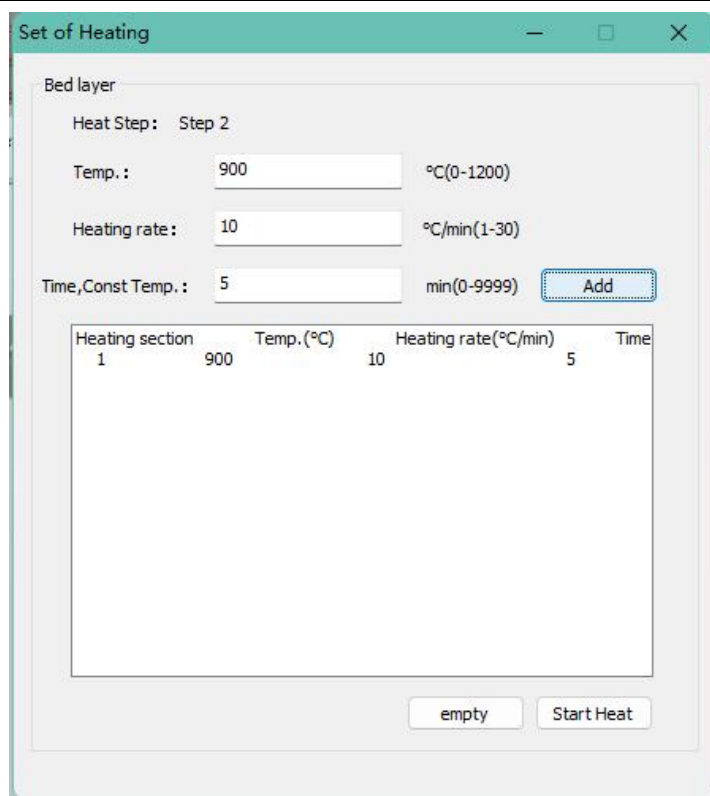 Set of Heating
Bed layer
Heat Step: Step 2
Temp.: 900 °C(0-1200)
Heating rate: 10 °C/min(1-30)
Time,Const Temp.: 5 min(0-9999) Add
Heating section Temp.(°C) Heating rate(°C/min) Time
1 900 10 5
empty Start Heat